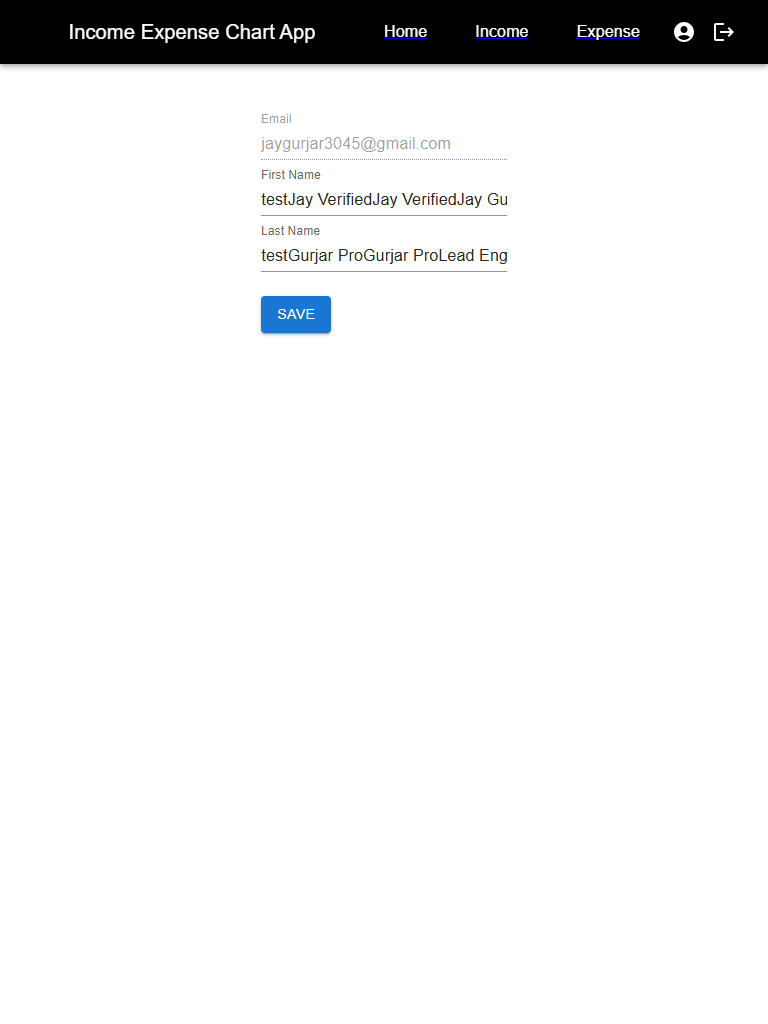 Income Expense Chart App Home Income Expense
Email
jaygurjar3045@gmail.com
First Name
testJay VerifiedJay VerifiedJay Gu
Last Name
testGurjar ProGurjar ProLead Eng
SAVE